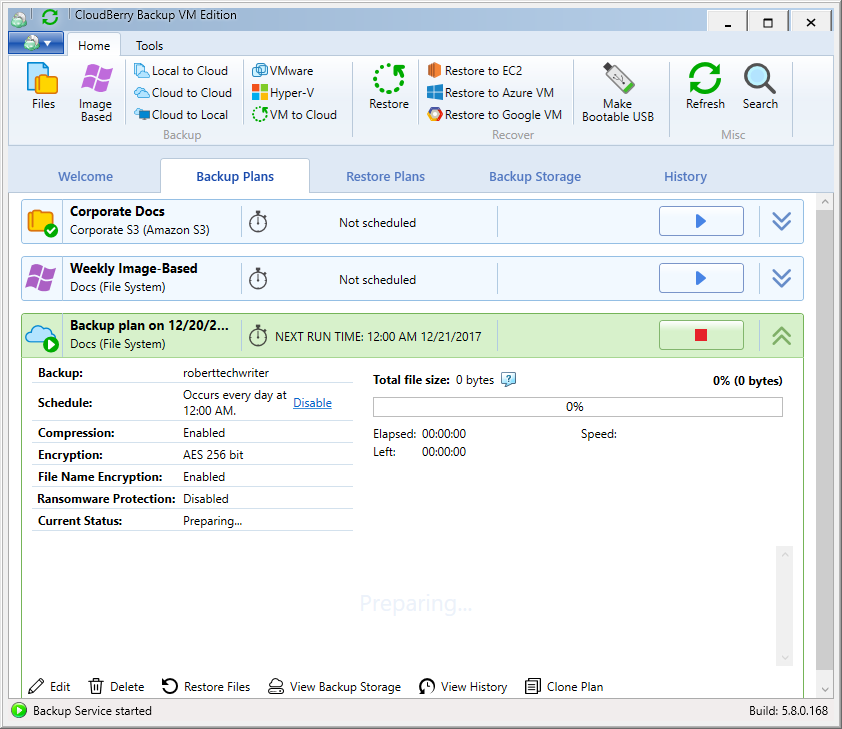 CloudBerry Backup VM Edition
Home Tools
Files
Image Based
Local to Cloud
Cloud to Cloud
Cloud to Local
Backup
VMware
Hyper-V
VM to Cloud
Restore
Restore to EC2
Restore to Azure VM
Restore to Google VM
Recover
Make Bootable USB
Refresh
Search
Misc
Welcome Backup Plans Restore Plans Backup Storage History
Corporate Docs
Corporate S3 (Amazon S3)
Not scheduled
Weekly Image-Based
Docs (File System)
Not scheduled
Backup plan on 12/20/2...
Docs (File System)
NEXT RUN TIME: 12:00 AM 12/21/2017
Backup: roberttechwriter
Schedule: Occurs every day at 12:00 AM. Disable
Compression: Enabled
Encryption: AES 256 bit
File Name Encryption: Enabled
Ransomware Protection: Disabled
Current Status: Preparing...
Total file size: 0 bytes ? 0% (0 bytes)
0%
Elapsed: 00:00:00 Speed:
Left: 00:00:00
Preparing...
Edit Delete Restore Files View Backup Storage View History Clone Plan
Backup Service started Build: 5.8.0.168